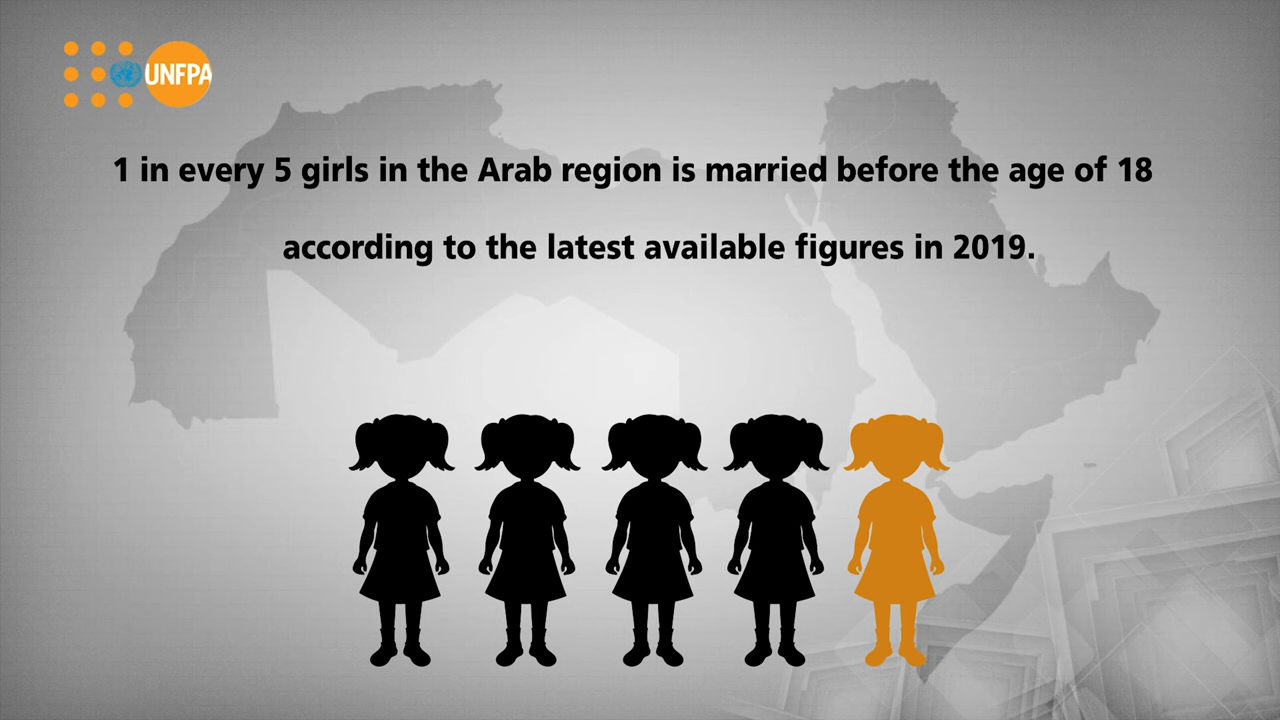 UNFPA
1 in every 5 girls in the Arab region is married before the age of 18
according to the latest available figures in 2019.